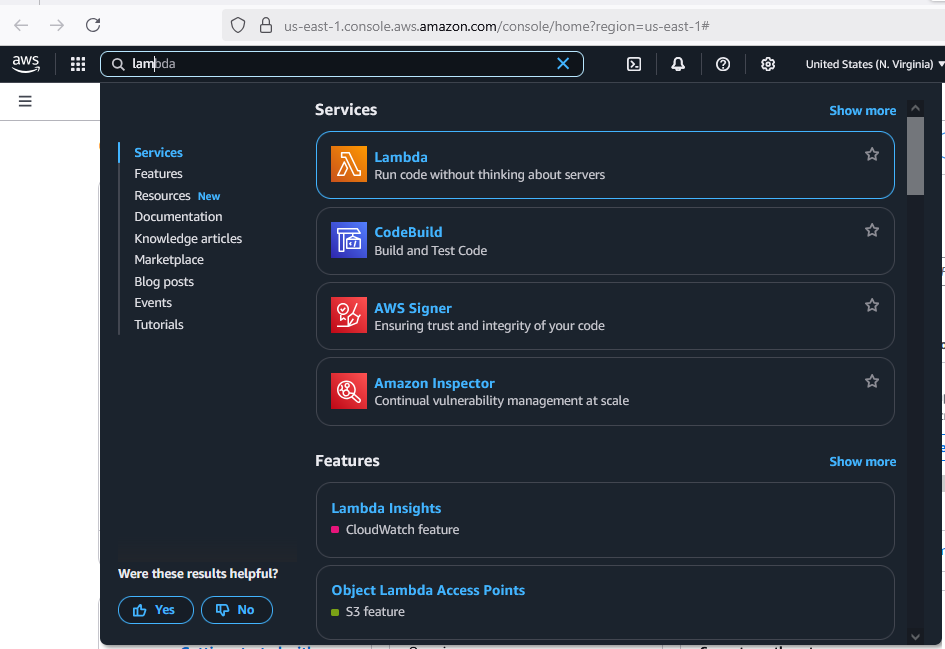 us-east-1.console.aws.amazon.com/console/home?region=us-east-1#
aws
lambda
United States (N. Virginia)
Services
Show more
Services
Features
Resources New
Documentation
Knowledge articles
Marketplace
Blog posts
Events
Tutorials
Lambda
Run code without thinking about servers
CodeBuild
Build and Test Code
AWS Signer
Ensuring trust and integrity of your code
Amazon Inspector
Continual vulnerability management at scale
Features
Show more
Lambda Insights
CloudWatch feature
Object Lambda Access Points
S3 feature
Were these results helpful?
Yes
No